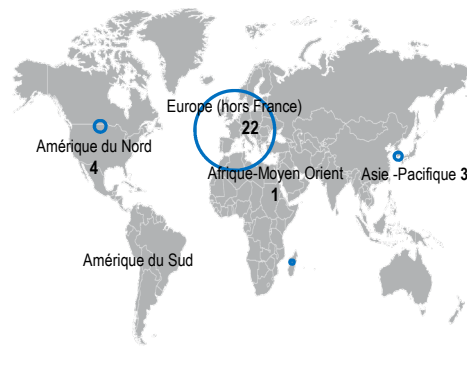 Europe (hors France)
22
Amérique du Nord
4
Afrique-Moyen Orient
1
Asie -Pacifique 3
Amérique du Sud